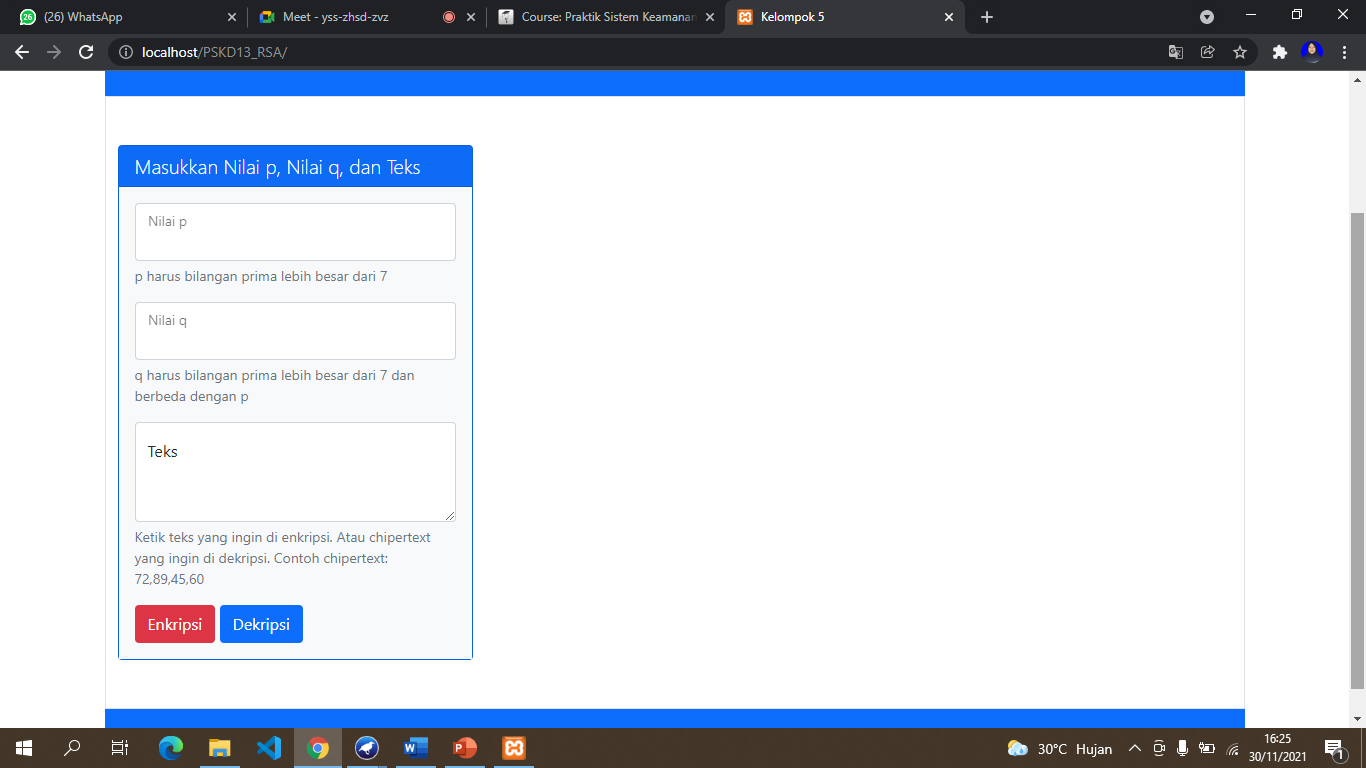 (26) WhatsApp
Meet - yss-zhsd-zvz
Course: Praktik Sistem Keamanan
Kelompok 5
localhost/PSKD13_RSA/
Masukkan Nilai p, Nilai q, dan Teks
Nilai p
p harus bilangan prima lebih besar dari 7
Nilai q
q harus bilangan prima lebih besar dari 7 dan
berbeda dengan p
Teks
Ketik teks yang ingin di enkripsi. Atau chipertext
yang ingin di dekripsi. Contoh chipertext:
72,89,45,60
Enkripsi Dekripsi
30°C Hujan
16:25
30/11/2021
1